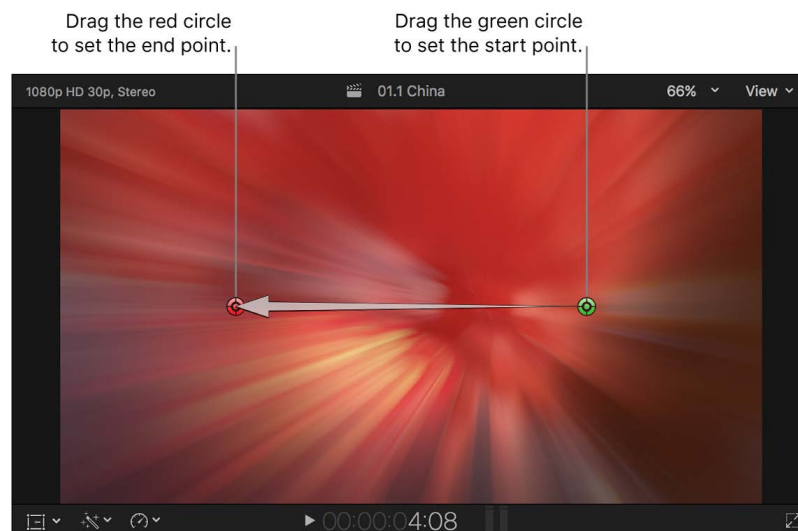 Drag the red circle
to set the end point.
Drag the green circle
to set the start point.
1080p HD 30p, Stereo
01.1 China
66%
View
00:00:04:08